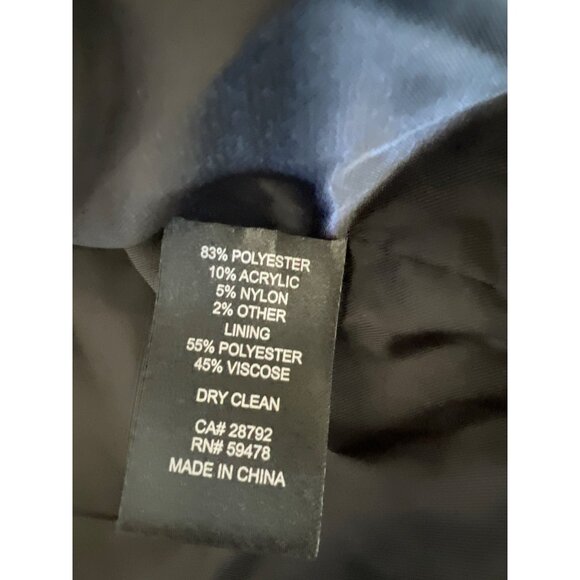 83% POLYESTER
10% ACRYLIC
5% NYLON
2% OTHER
LINING
55% POLYESTER
45% VISCOSE
DRY CLEAN
CA# 28792
RN# 59478
MADE IN CHINA